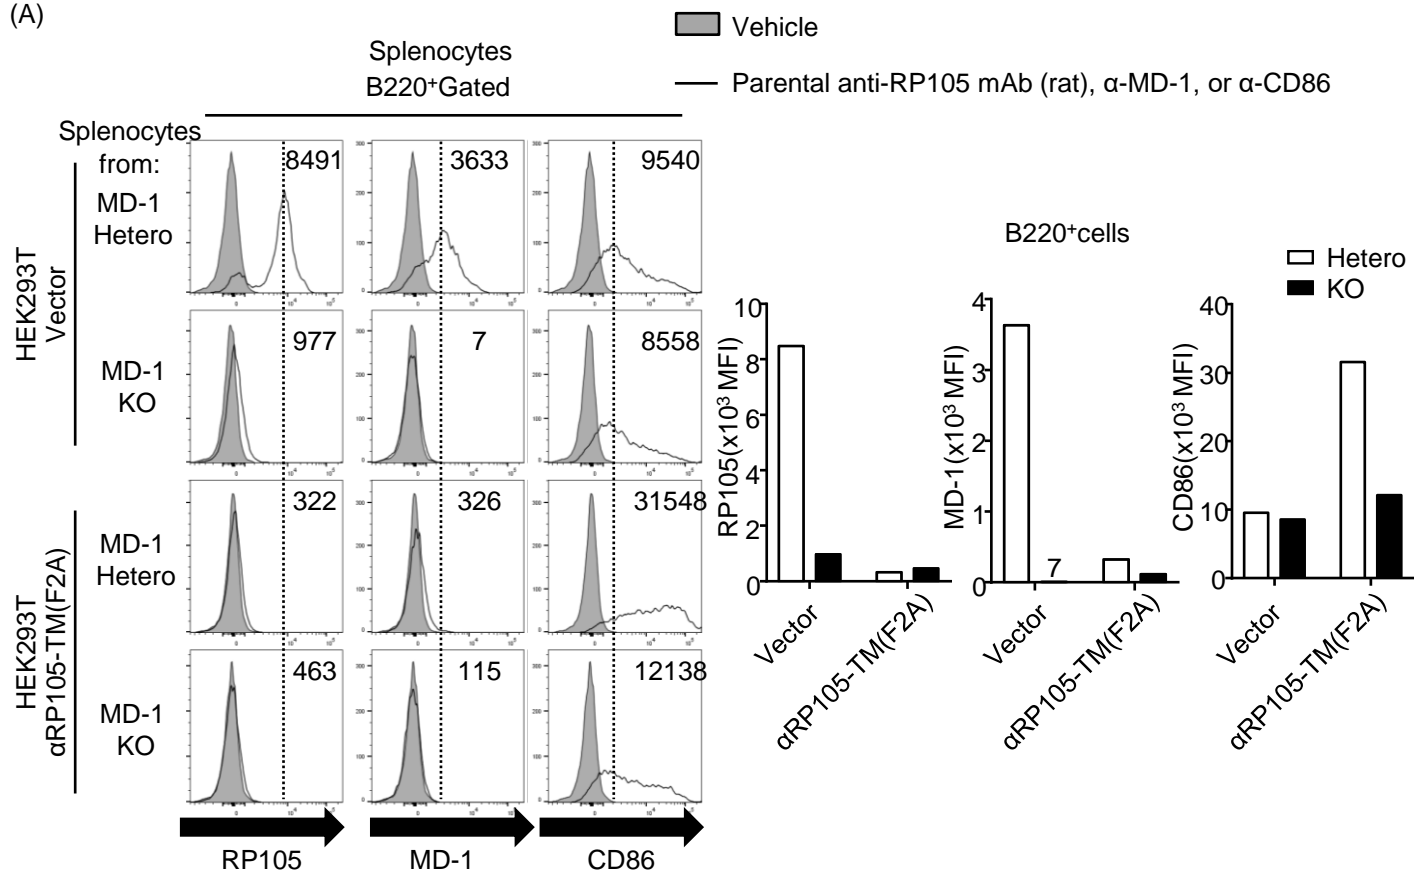 (A)
Vehicle
Parental anti-RP105 mAb (rat), α-MD-1, or α-CD86
Splenocytes
B220+Gated
Splenocytes
from:
HEK293T
Vector
MD-1
Hetero
8491
3633
9540
MD-1
KO
977
7
8558
HEK293T
αRP105-TM(F2A)
MD-1
Hetero
322
326
31548
MD-1
KO
463
115
12138
RP105
MD-1
CD86
B220+cells
Hetero
KO
RP105(x10³ MFI)
10
8
6
4
2
0
Vector
αRP105-TM(F2A)
MD-1(x10³ MFI)
4
3
2
1
0
7
Vector
αRP105-TM(F2A)
CD86(x10³ MFI)
40
30
20
10
0
Vector
αRP105-TM(F2A)